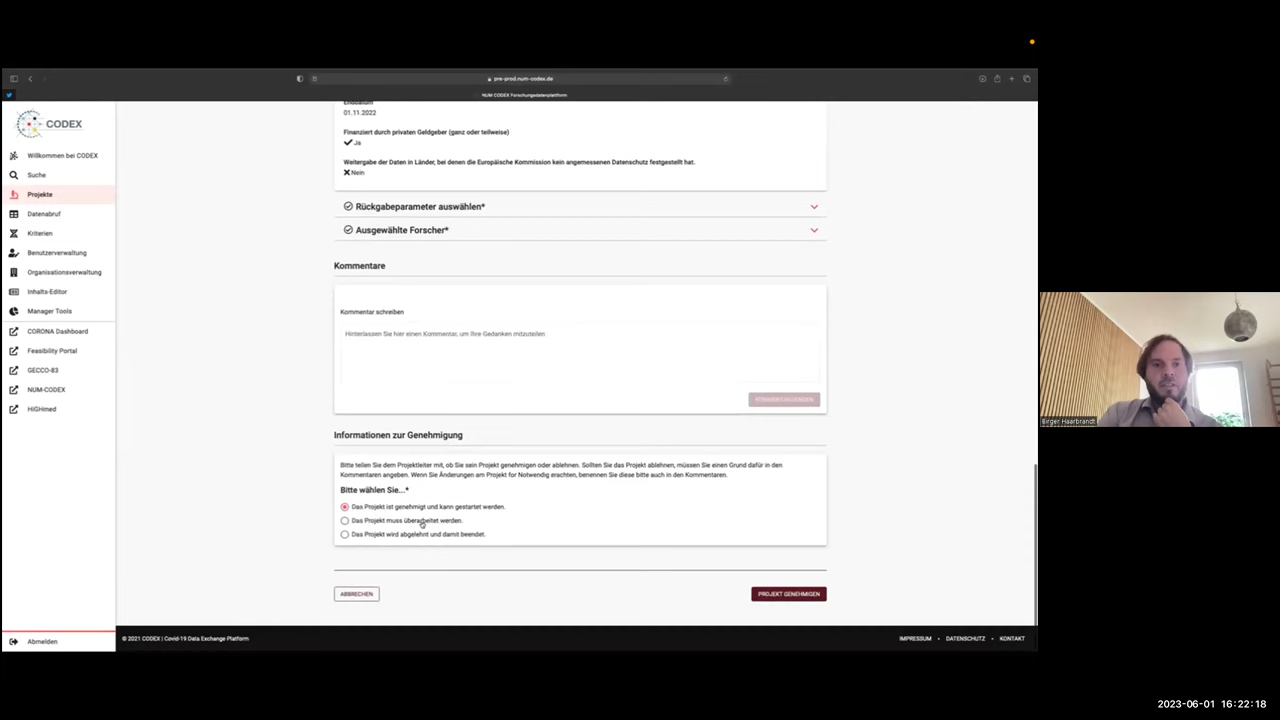 pre-prod.num-codex.de
NUM CODEX Forschungsdatenplattform
CODEX
Willkommen bei CODEX
Suche
Projekte
Datenabruf
Kriterien
Benutzerverwaltung
Organisationsverwaltung
Inhalts-Editor
Manager Tools
CORONA Dashboard
Feasibility Portal
GECCO-83
NUM-CODEX
HiGHmed
Abmelden
Enddatum
01.11.2022
Finanziert durch privaten Geldgeber (ganz oder teilweise)
Ja
Weitergabe der Daten in Länder, bei denen die Europäische Kommission kein angemessenen Datenschutz festgestellt hat.
Nein
Rückgabeparameter auswählen*
Ausgewählte Forscher*
Kommentare
Kommentar schreiben
Hinterlassen Sie hier einen Kommentar, um Ihre Gedanken mitzuteilen
Informationen zur Genehmigung
Bitte teilen Sie dem Projektleiter mit, ob Sie sein Projekt genehmigen oder ablehnen. Sollten Sie das Projekt ablehnen, müssen Sie einen Grund dafür in den
Kommentaren angeben. Wenn Sie Änderungen am Projekt for Notwendig erachten, benennen Sie diese bitte auch in den Kommentaren.
Bitte wählen Sie...*
Das Projekt ist genehmigt und kann gestartet werden.
Das Projekt muss überarbeitet werden.
Das Projekt wird abgelehnt und damit beendet.
ABBRECHEN
PROJEKT GENEHMIGEN
© 2021 CODEX | Covid-19 Data Exchange Platform
IMPRESSUM • DATENSCHUTZ • KONTAKT
Birger Haarbrandt
2023-06-01 16:22:18